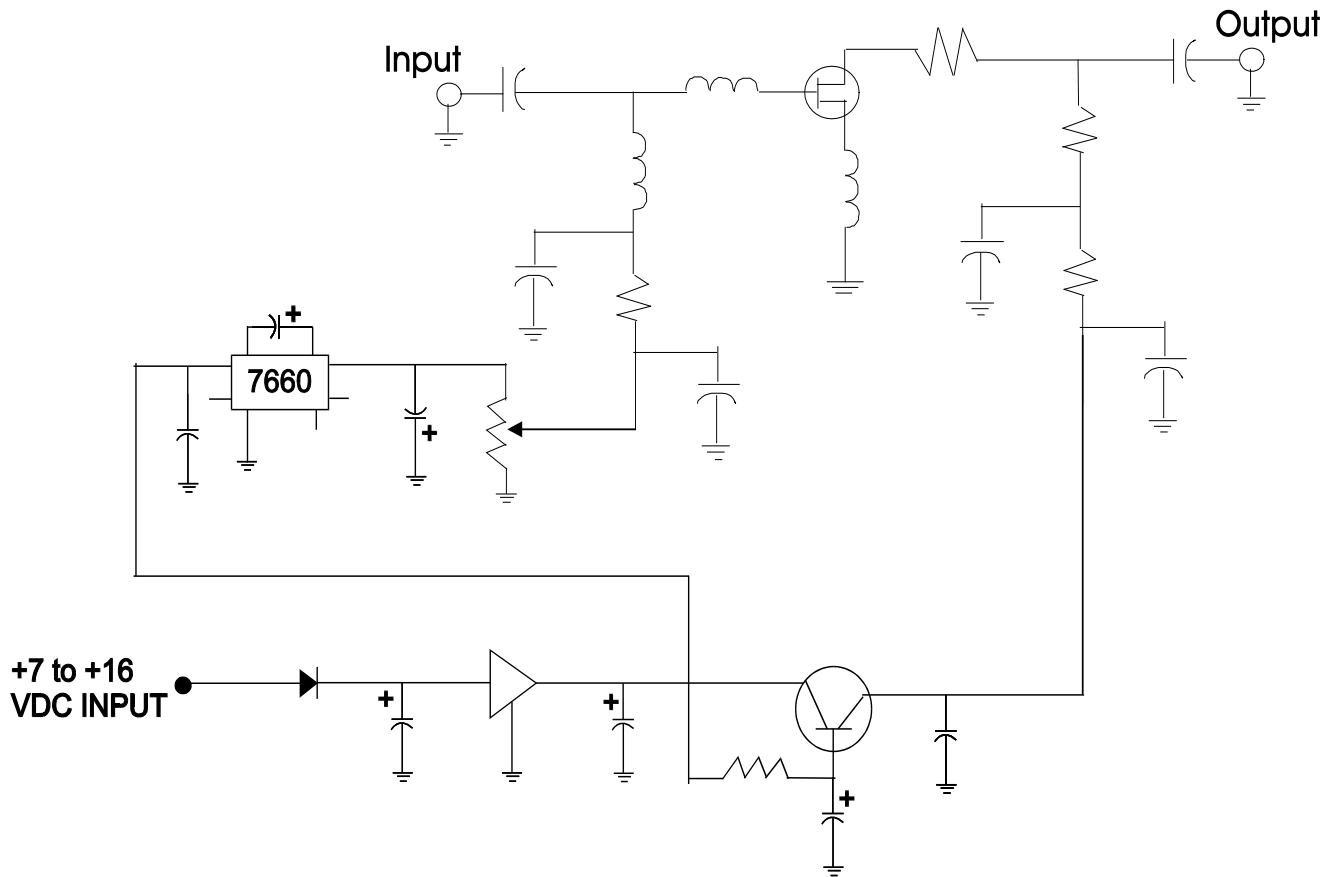 Output
Input
+
7660
+
+7 to +16
VDC INPUT
+
+
+